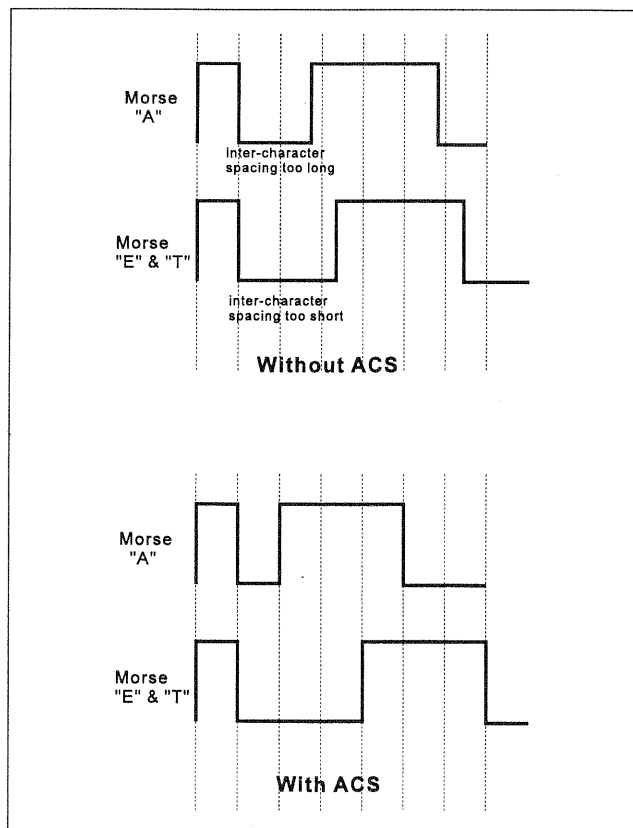 Morse
"A"
inter-character
spacing too long
Morse
"E" & "T"
inter-character
spacing too short
Without ACS
Morse
"A"
Morse
"E" & "T"
With ACS